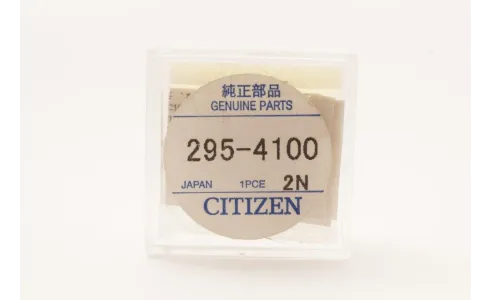 純正部品
GENUINE PARTS
295-4100
JAPAN 1PCE 2N
CITIZEN